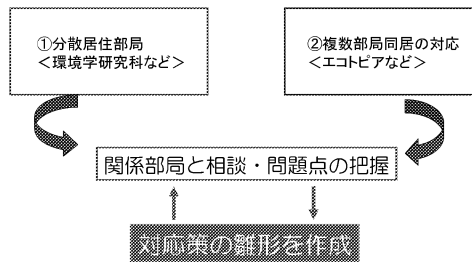 ①分散居住部局
＜環境学研究科など＞
②複数部局同居の対応
＜エコトピアなど＞
関係部局と相談・問題点の把握
対応策の雛形を作成